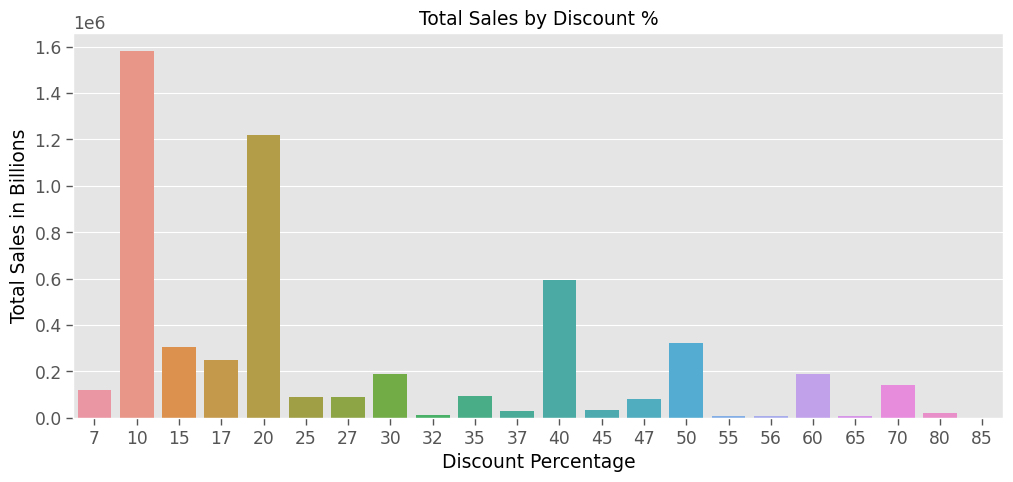 Total Sales by Discount %
1e6
1.6
1.4
1.2
1.0
0.8
0.6
0.4
0.2
0.0
Total Sales in Billions
7 10 15 17 20 25 27 30 32 35 37 40 45 47 50 55 56 60 65 70 80 85
Discount Percentage